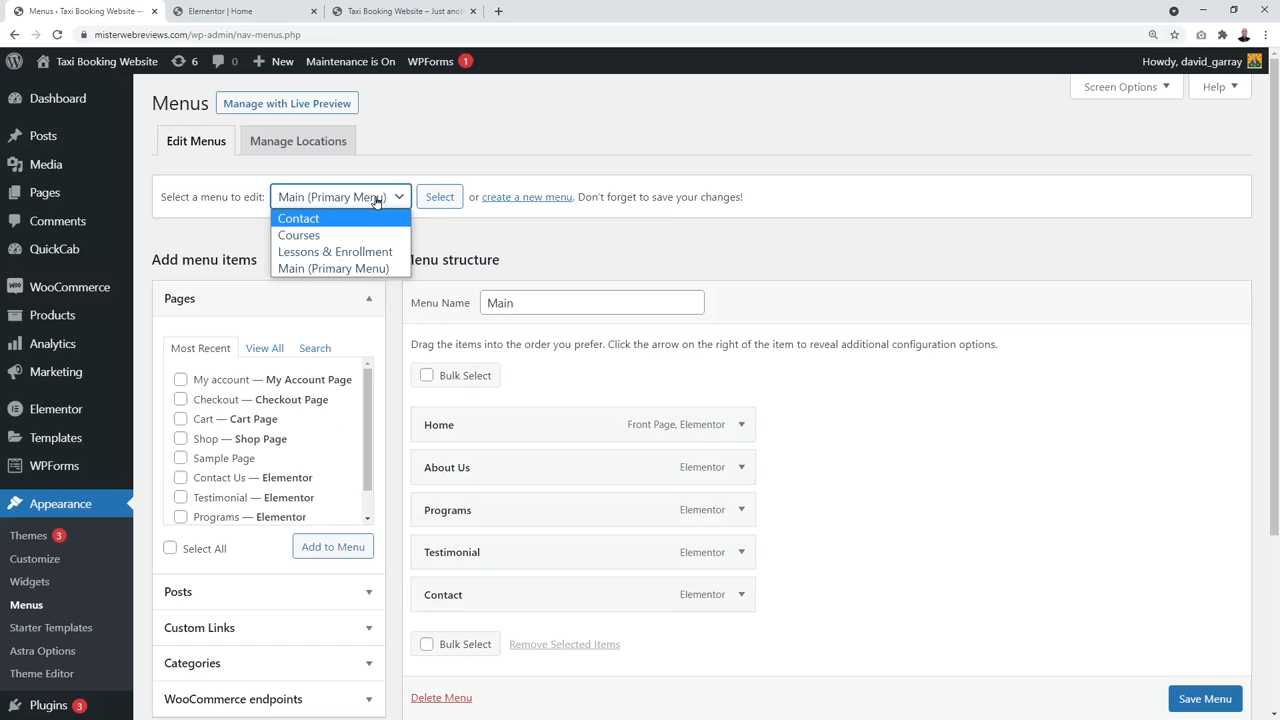 Menus ‹ Taxi Booking Website —
Elementor | Home
Taxi Booking Website – Just anot
misterwebreviews.com/wp-admin/nav-menus.php
Taxi Booking Website
6
0
New
Maintenance is On
WPForms
1
Howdy, david_garray
Dashboard
Posts
Media
Pages
Comments
QuickCab
WooCommerce
Products
Analytics
Marketing
Elementor
Templates
WPForms
Appearance
Themes 3
Customize
Widgets
Menus
Starter Templates
Astra Options
Theme Editor
Plugins 3
Menus
Manage with Live Preview
Screen Options
Help
Edit Menus
Manage Locations
Select a menu to edit: Main (Primary Menu) Select or create a new menu. Don't forget to save your changes!
Contact
Courses
Lessons & Enrollment
Main (Primary Menu)
Add menu items
Pages
Most Recent View All Search
My account — My Account Page
Checkout — Checkout Page
Cart — Cart Page
Shop — Shop Page
Sample Page
Contact Us — Elementor
Testimonial — Elementor
Programs — Elementor
Select All
Add to Menu
Posts
Custom Links
Categories
WooCommerce endpoints
Menu structure
Menu Name Main
Drag the items into the order you prefer. Click the arrow on the right of the item to reveal additional configuration options.
Bulk Select
Home Front Page, Elementor
About Us Elementor
Programs Elementor
Testimonial Elementor
Contact Elementor
Bulk Select Remove Selected Items
Delete Menu
Save Menu